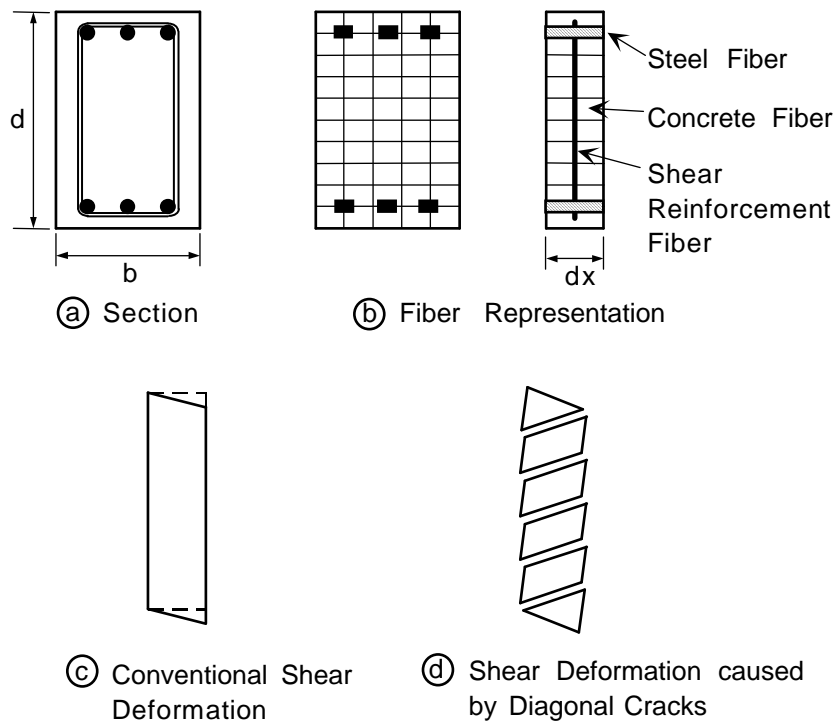 d
b
ⓐ Section
Steel Fiber
Concrete Fiber
Shear
Reinforcement
Fiber
dx
ⓑ Fiber Representation
ⓒ Conventional Shear
Deformation
ⓓ Shear Deformation caused
by Diagonal Cracks